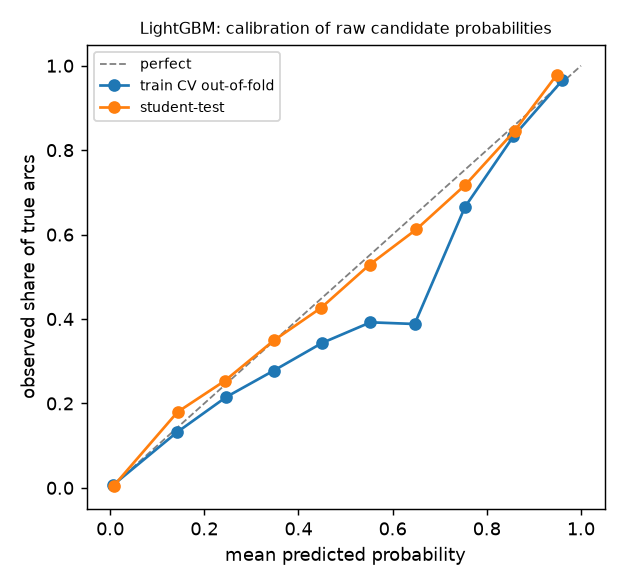 LightGBM: calibration of raw candidate probabilities
perfect
train CV out-of-fold
student-test
observed share of true arcs
1.0
0.8
0.6
0.4
0.2
0.0
0.0 0.2 0.4 0.6 0.8 1.0
mean predicted probability